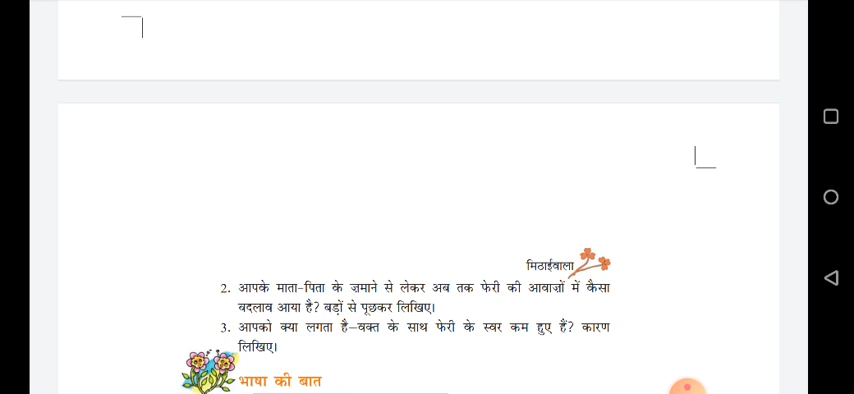 मिठाईवाला
2. आपके माता-पिता के ज़माने से लेकर अब तक फेरी की आवाज़ों में कैसा
बदलाव आया है? बड़ों से पूछकर लिखिए।
3. आपको क्या लगता है–वक्त के साथ फेरी के स्वर कम हुए हैं? कारण
लिखिए।
भाषा की बात